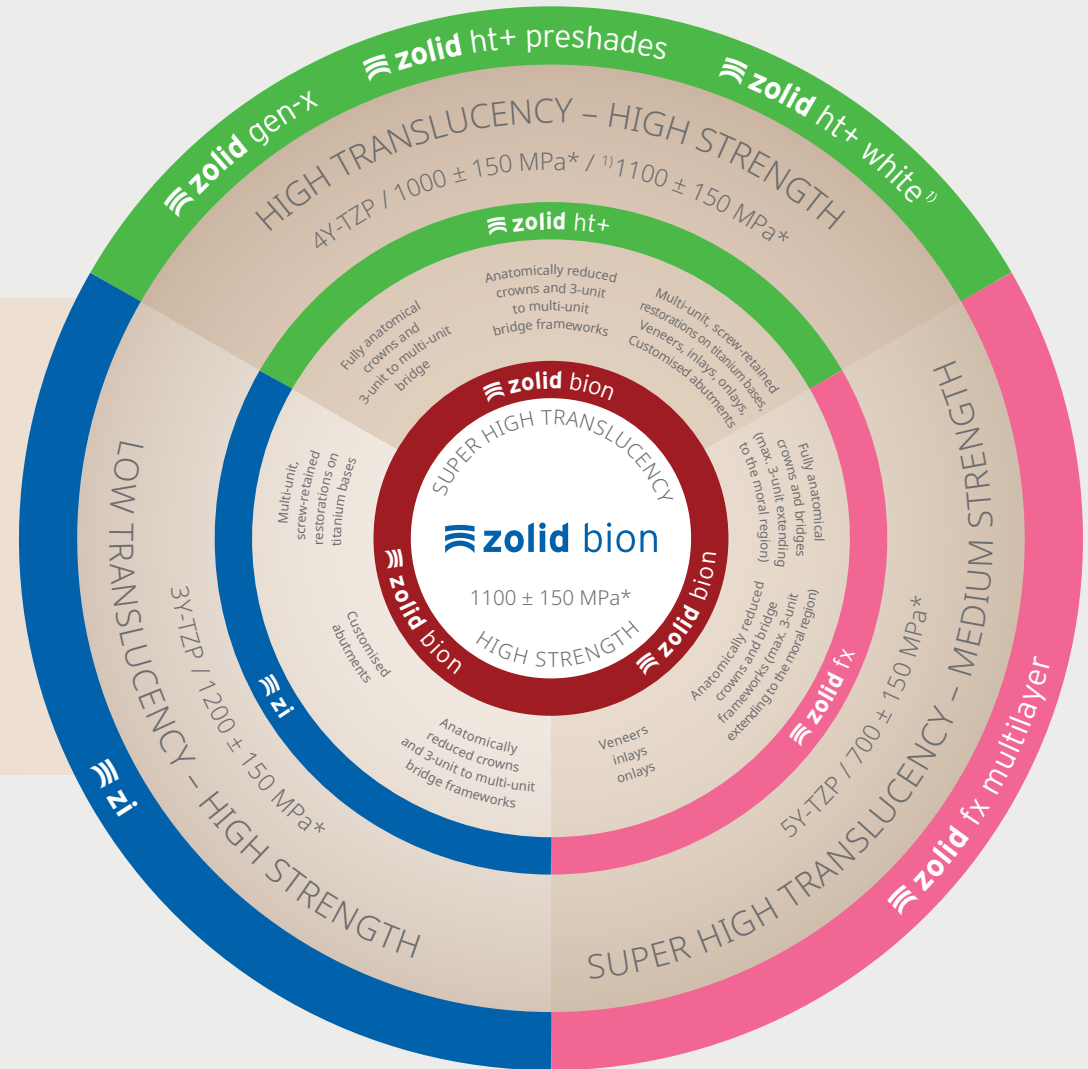 zolid gen-x
zolid ht+ preshades
zolid ht+ white 1)
HIGH TRANSLUCENCY – HIGH STRENGTH
4Y-TZP / 1000 ± 150 MPa* / 1)1100 ± 150 MPa*
zolid ht+
Fully anatomical
crowns and
3-unit to multi-unit
bridge
Anatomically reduced
crowns and 3-unit
to multi-unit
bridge frameworks
Multi-unit, screw-retained
restorations on titanium bases,
Veneers, inlays, onlays,
Customised abutments
zolid bion
SUPER HIGH TRANSLUCENCY
zolid bion
1100 ± 150 MPa*
HIGH STRENGTH
zolid bion
zolid bion
Fully anatomical
crowns and bridges
(max. 3-unit extending
to the moral region)
Anatomically reduced
crowns and bridge
frameworks (max. 3-unit
extending to the moral region)
Veneers
inlays
onlays
zolid fx
5Y-TZP / 700 ± 150 MPa*
SUPER HIGH TRANSLUCENCY – MEDIUM STRENGTH
zolid fx multilayer
Multi-unit,
screw-retained
restorations on
titanium bases
Customised
abutments
Anatomically
reduced crowns
and 3-unit to multi-unit
bridge frameworks
zi
3Y-TZP / 1200 ± 150 MPa*
LOW TRANSLUCENCY – HIGH STRENGTH
zi